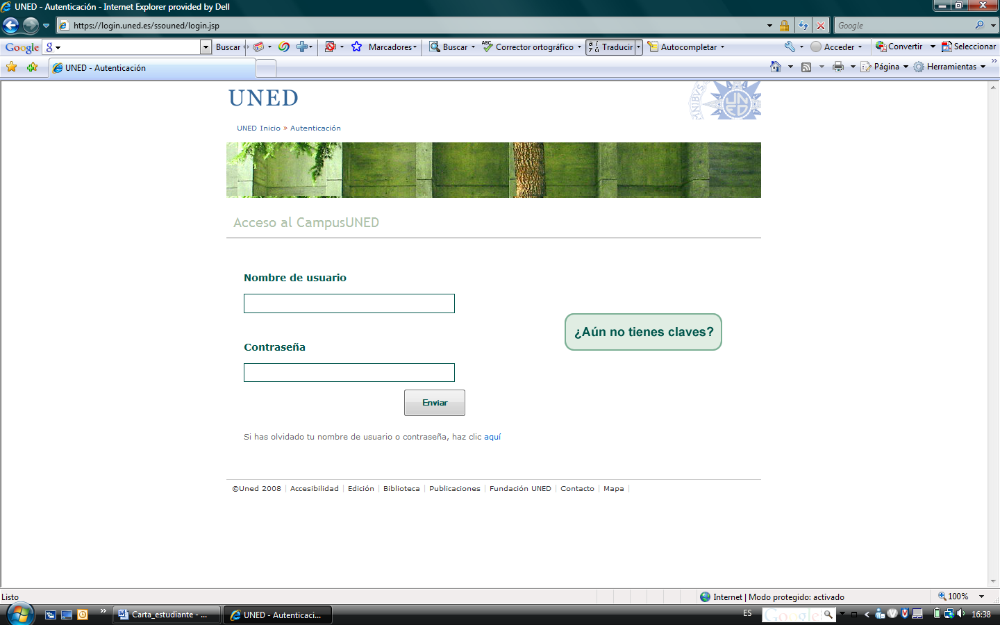 UNED - Autenticación - Internet Explorer provided by Dell
https://login.uned.es/ssouned/login.jsp
Google
Google
Buscar
Marcadores
Buscar
Corrector ortográfico
Traducir
Autocompletar
Acceder
Convertir
Seleccionar
UNED - Autenticación
Página
Herramientas
UNED
UNED Inicio » Autenticación
Acceso al CampusUNED
Nombre de usuario
¿Aún no tienes claves?
Contraseña
Enviar
Si has olvidado tu nombre de usuario o contraseña, haz clic aquí
©Uned 2008 | Accesibilidad | Edición | Biblioteca | Publicaciones | Fundación UNED | Contacto | Mapa |
Listo
Internet | Modo protegido: activado
100%
Carta_estudiante - ...
UNED - Autenticaci...
ES
Google
16:38